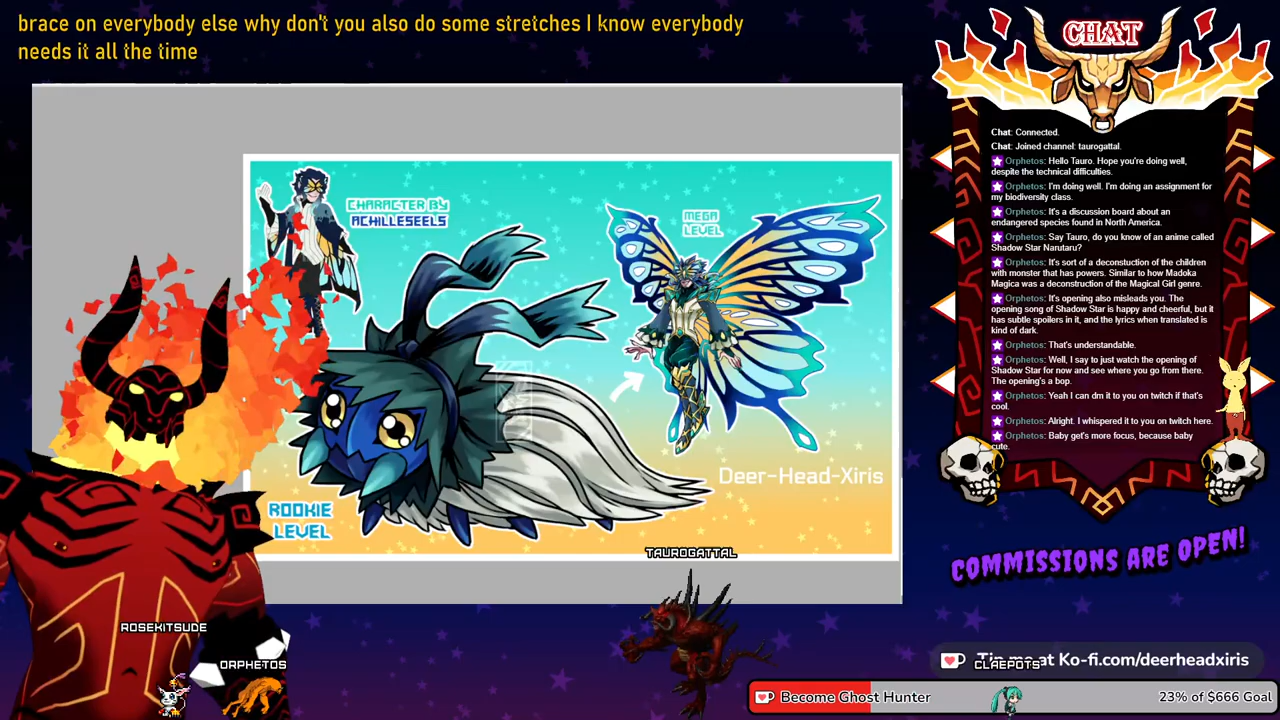 brace on everybody else why don't you also do some stretches I know everybody
needs it all the time
CHAT
Chat: Connected.
Chat: Joined channel: taurogattal.
Orphetos: Hello Tauro. Hope you're doing well,
despite the technical difficulties.
Orphetos: I'm doing well. I'm doing an assignment for
my biodiversity class.
Orphetos: It's a discussion board about an
endangered species found in North America.
Orphetos: Say Tauro, do you know of an anime called
Shadow Star Narutaru?
Orphetos: It's sort of a deconstuction of the children
with monster that has powers. Similar to how Madoka
Magica was a deconstruction of the Magical Girl genre.
Orphetos: It's opening also misleads you. The
opening song of Shadow Star is happy and cheerful, but it
has subtle spoilers in it, and the lyrics when translated is
kind of dark.
Orphetos: That's understandable.
Orphetos: Well, I say to just watch the opening of
Shadow Star for now and see where you go from there.
The opening's a bop.
Orphetos: Yeah I can dm it to you on twitch if that's
cool.
Orphetos: Alright. I whispered it to you on twitch here.
Orphetos: Baby get's more focus, because baby
cute.
CHARACTER BY
ACHILLESEELS
MEGA
LEVEL
Deer-Head-Xiris
ROOKIE
LEVEL
TAUROGATTAL
ROSEKITSUDE
ORPHETOS
CLAEPOTS
COMMISSIONS ARE OPEN!
Tip me at Ko-fi.com/deerheadxiris
Become Ghost Hunter
23% of $666 Goal